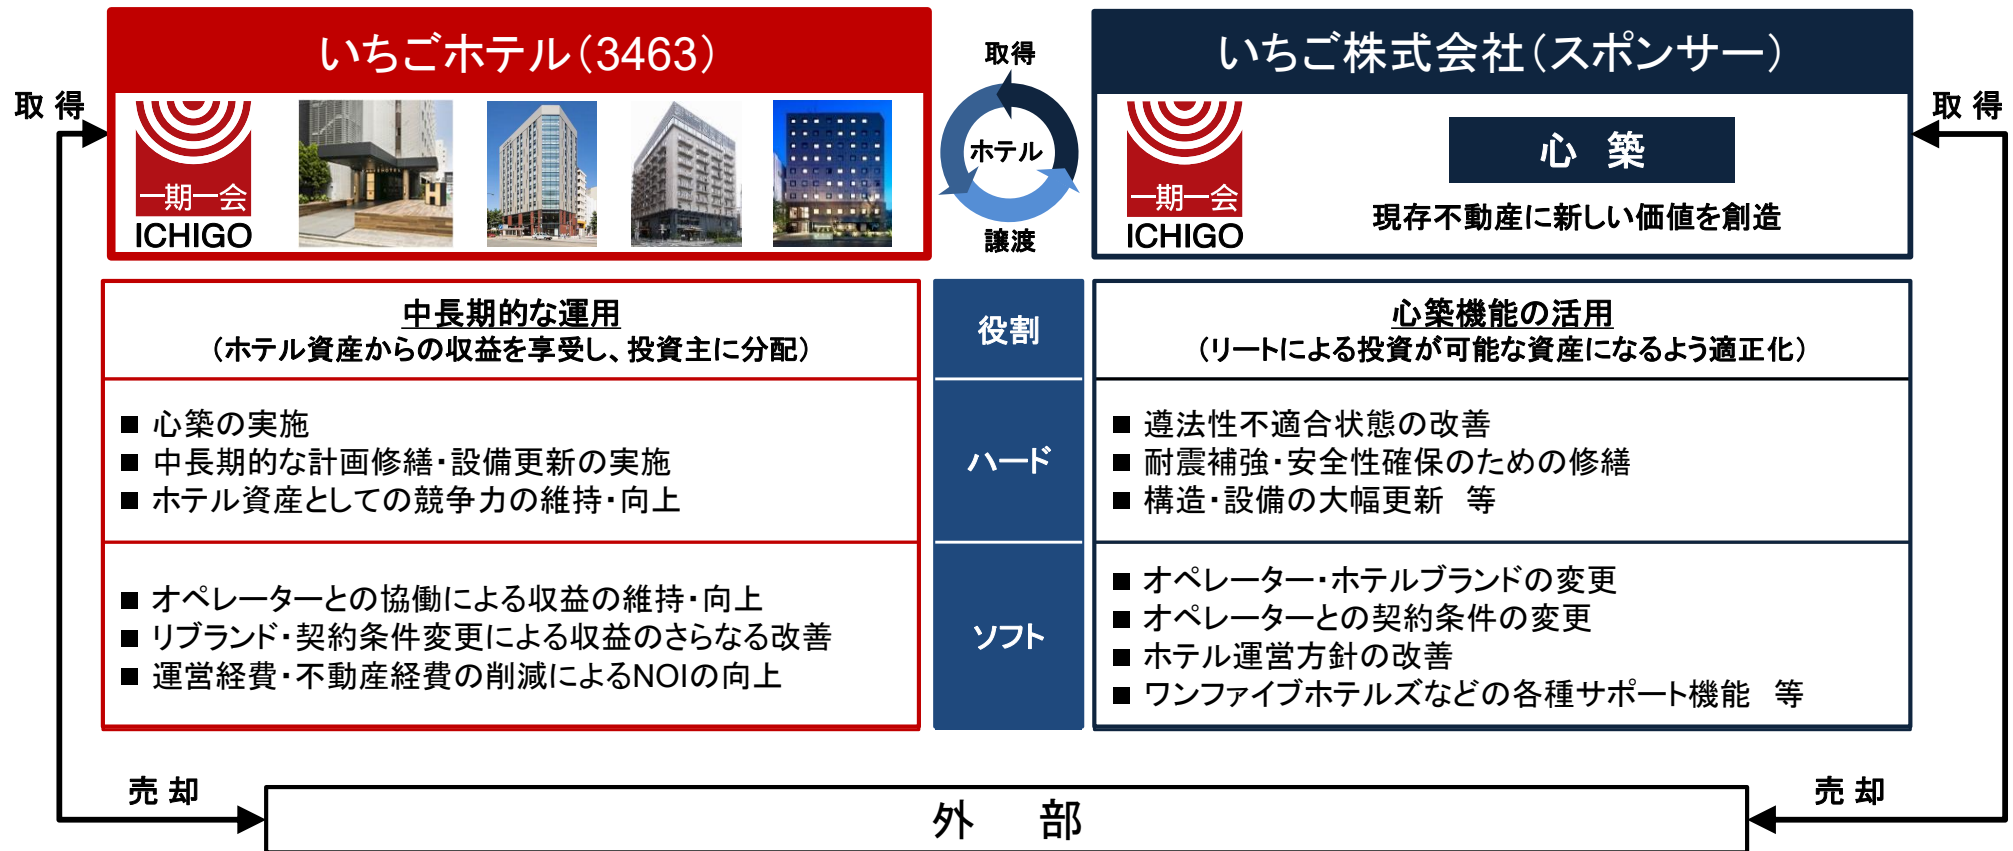 いちごホテル(3463)
取得
いちご株式会社(スポンサー)
取 得
取 得
一期一会
ICHIGO
ホテル
一期一会
ICHIGO
心 築
現存不動産に新しい価値を創造
譲渡
中長期的な運用
(ホテル資産からの収益を享受し、投資主に分配)
役割
心築機能の活用
(リートによる投資が可能な資産になるよう適正化)
■ 心築の実施
■ 中長期的な計画修繕・設備更新の実施
■ ホテル資産としての競争力の維持・向上
ハード
■ 遵法性不適合状態の改善
■ 耐震補強・安全性確保のための修繕
■ 構造・設備の大幅更新 等
■ オペレーターとの協働による収益の維持・向上
■ リブランド・契約条件変更による収益のさらなる改善
■ 運営経費・不動産経費の削減によるNOIの向上
ソフト
■ オペレーター・ホテルブランドの変更
■ オペレーターとの契約条件の変更
■ ホテル運営方針の改善
■ ワンファイブホテルズなどの各種サポート機能 等
売 却
売 却
外 部